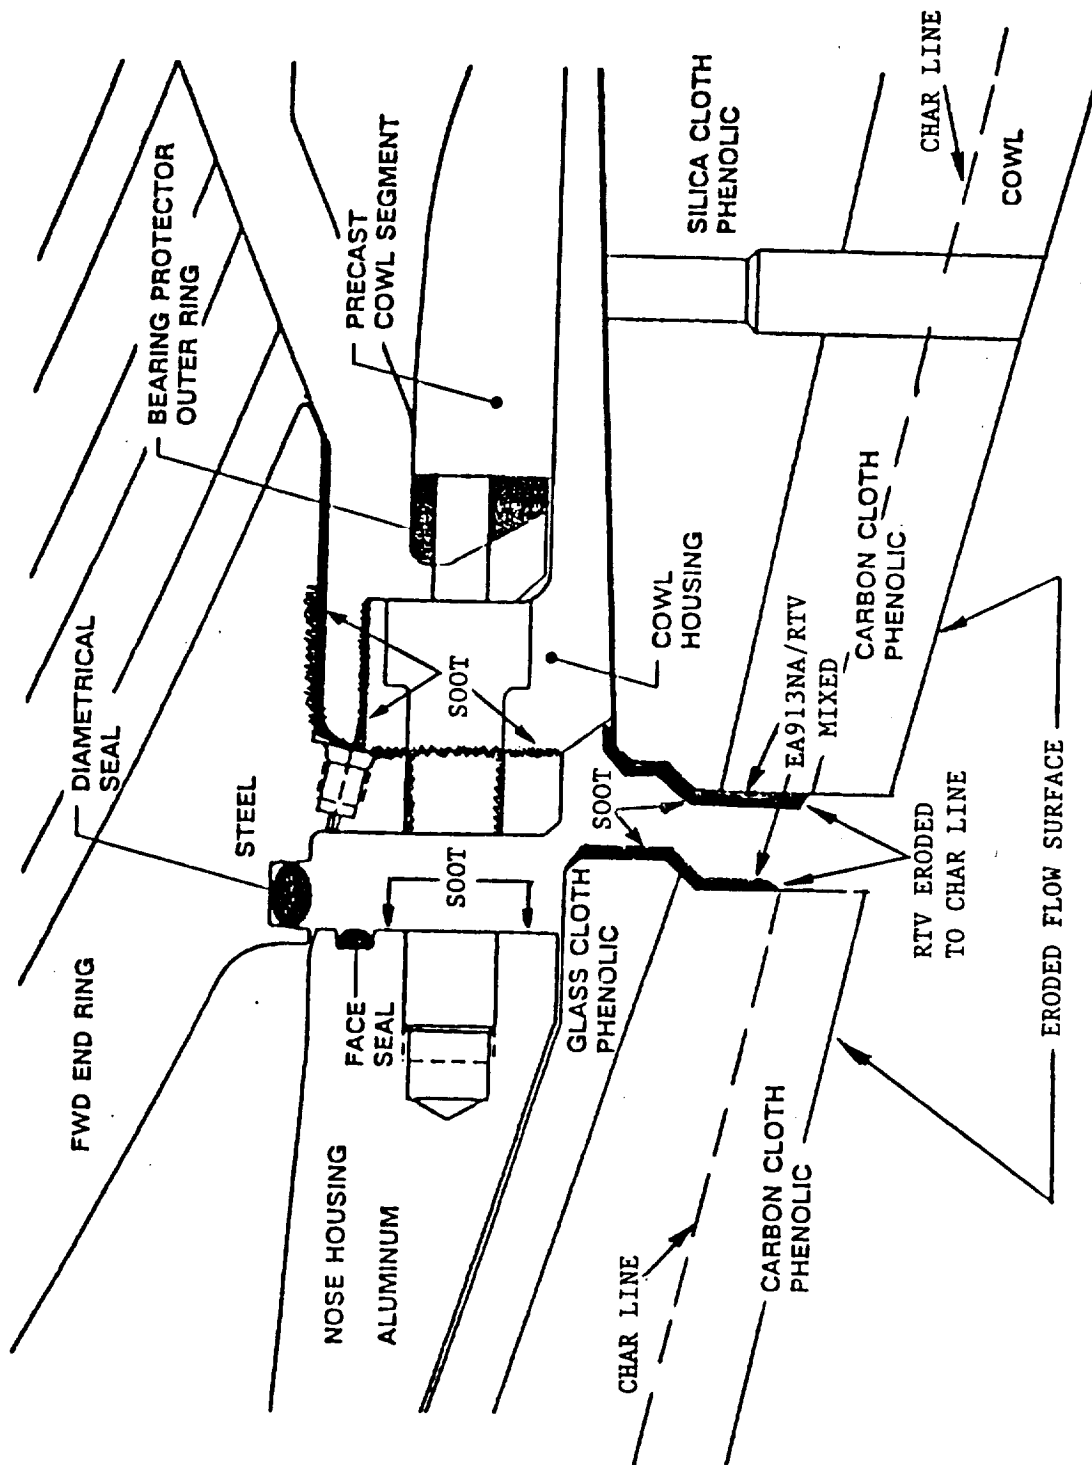 FWD END RING
DIAMETRICAL
SEAL
BEARING PROTECTOR
OUTER RING
STEEL
NOSE HOUSING
ALUMINUM
FACE
SEAL
SOOT
SOOT
PRECAST
COWL SEGMENT
GLASS CLOTH
PHENOLIC
SOOT
COWL
HOUSING
SILICA CLOTH
PHENOLIC
CHAR LINE
CARBON CLOTH
PHENOLIC
EA913NA/RTV
MIXED
CARBON CLOTH
PHENOLIC
CHAR LINE
COWL
RTV ERODED
TO CHAR LINE
ERODED FLOW SURFACE